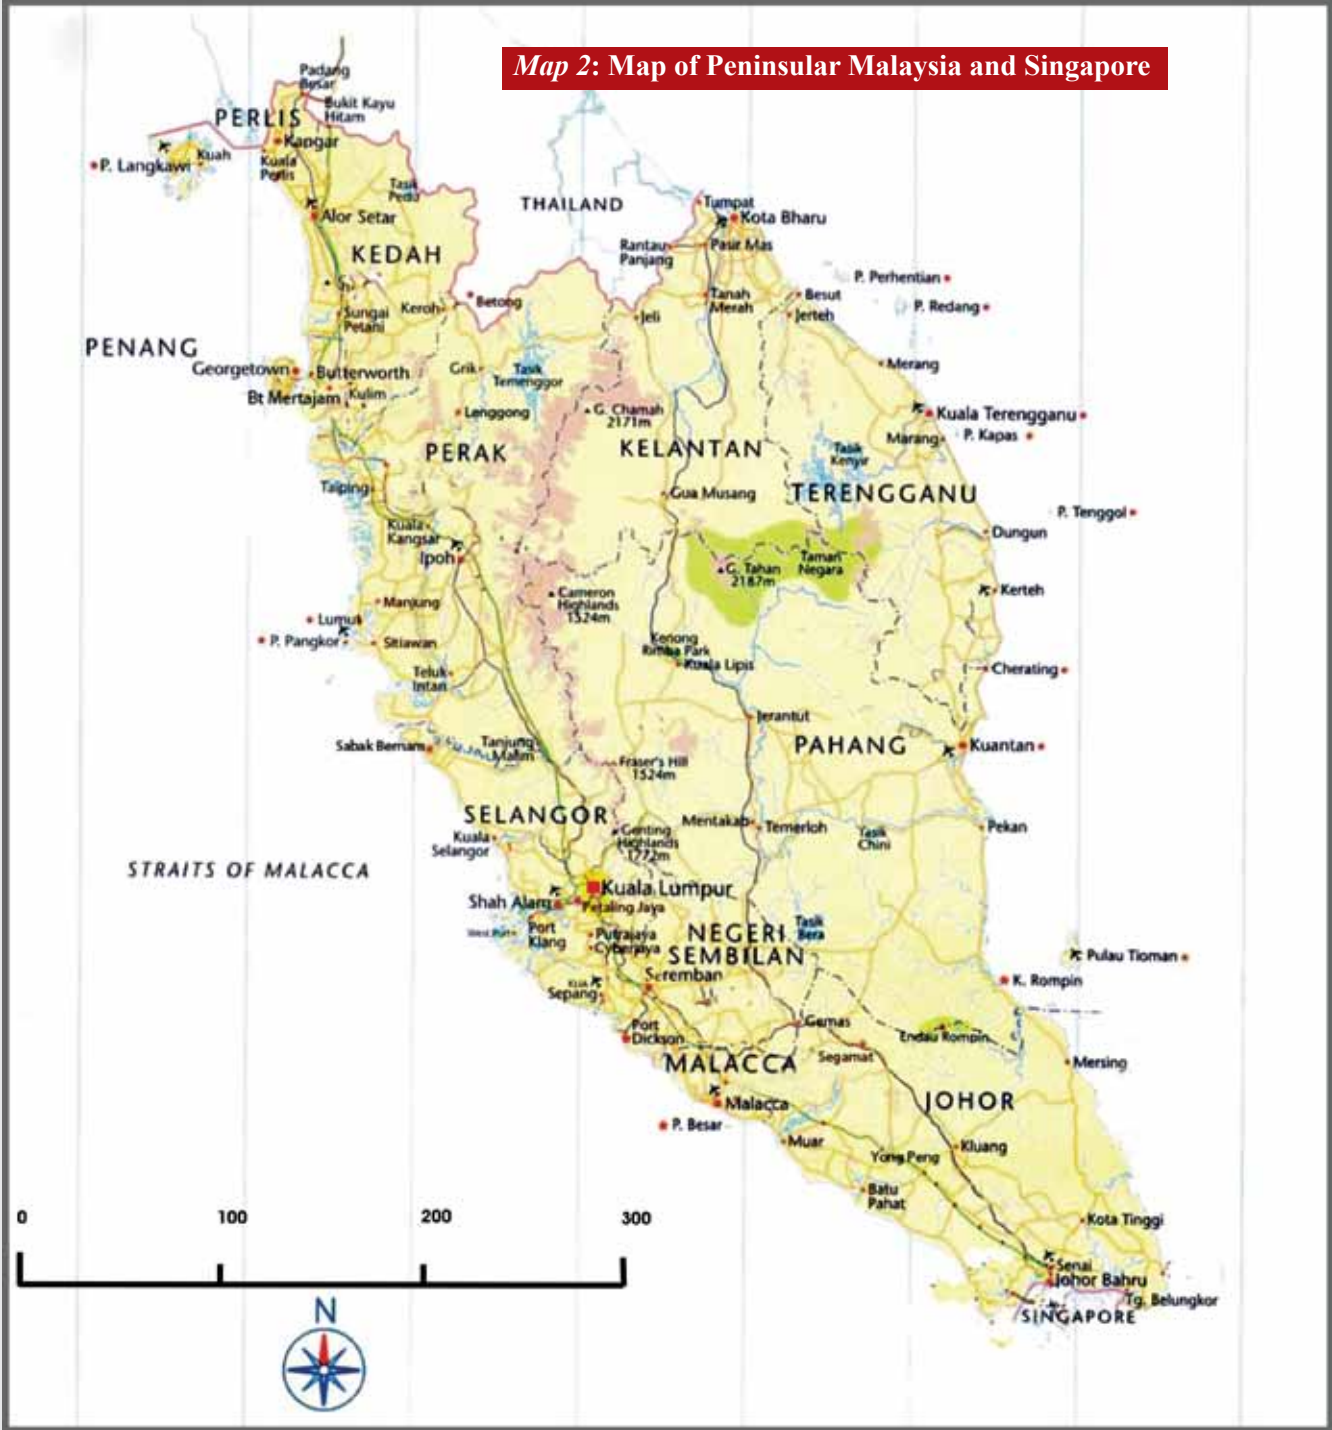 Map 2: Map of Peninsular Malaysia and Singapore
Padang
Besar
Bukit Kayu
Hitam
PERLIS
Kangar
Kuah
P. Langkawi
Kuala
Perlis
Tasik
Pedu
Alor Setar
THAILAND
Tumpat
Kota Bharu
Rantau
Panjang
Pasir Mas
KEDAH
P. Perhentian
Betong
Keroh
Tanah
Merah
Besut
P. Redang
Sungai
Petani
Jeli
Jerteh
PENANG
Georgetown
Butterworth
Grik
Tasik
Temenggor
Merang
Bt Mertajam
Kulim
Lenggong
G. Chamah
2171m
Kuala Terengganu
PERAK
KELANTAN
Marang
P. Kapas
Tasik
Kenyir
Taiping
Gua Musang
TERENGGANU
P. Tenggol
Kuala
Kangsar
Dungun
Ipoh
G. Tahan
2187m
Taman
Negara
Cameron
Highlands
1524m
Kerteh
Manjung
Lumut
P. Pangkor
Sitiawan
Kenong
Rimba Park
Kuala Lipis
Teluk
Intan
Cherating
Jerantut
Sabak Bernam
Tanjung
Malim
PAHANG
Kuantan
Fraser's Hill
1524m
SELANGOR
Mentakab
Temerloh
Tasik
Chini
Pekan
Kuala
Selangor
Genting
Highlands
1772m
STRAITS OF MALACCA
Kuala Lumpur
Shah Alam
Petaling Jaya
West Port
Port
Klang
Putrajaya
Cyberjaya
NEGERI
SEMBILAN
Tasik
Bera
Pulau Tioman
Seremban
K. Rompin
KLIA
Sepang
Port
Dickson
Gemas
Endau Rompin
MALACCA
Segamat
Mersing
Malacca
JOHOR
P. Besar
Muar
Yong Peng
Kluang
Batu
Pahat
0 100 200 300
Kota Tinggi
Senai
Johor Bahru
Tg. Belungkor
SINGAPORE
N